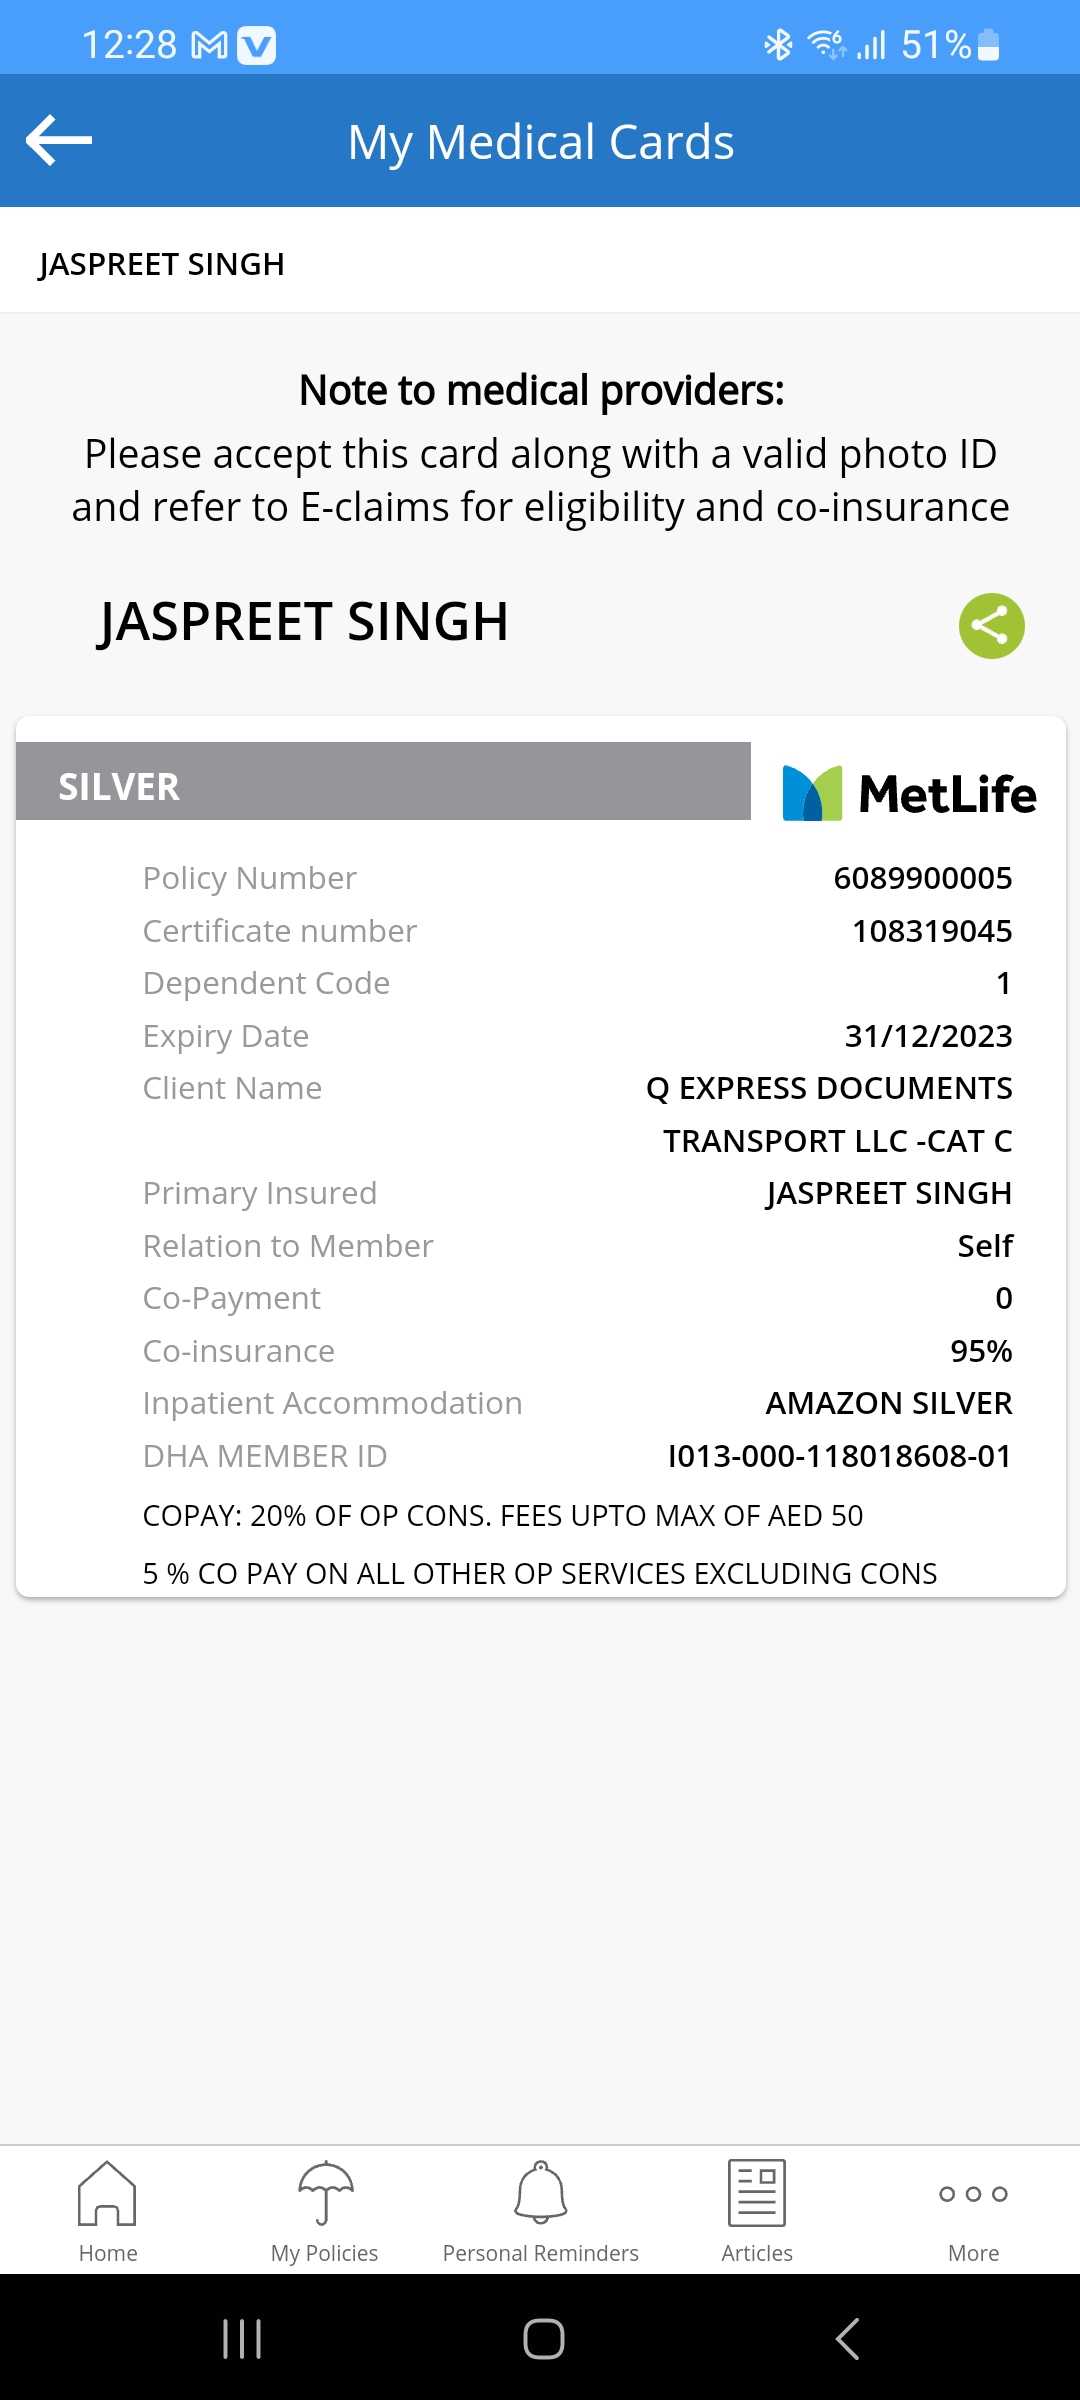 12:28
51%
My Medical Cards
JASPREET SINGH
Note to medical providers:
Please accept this card along with a valid photo ID
and refer to E-claims for eligibility and co-insurance
JASPREET SINGH
SILVER
MetLife
Policy Number 6089900005
Certificate number 108319045
Dependent Code 1
Expiry Date 31/12/2023
Client Name Q EXPRESS DOCUMENTS
TRANSPORT LLC -CAT C
Primary Insured JASPREET SINGH
Relation to Member Self
Co-Payment 0
Co-insurance 95%
Inpatient Accommodation AMAZON SILVER
DHA MEMBER ID I013-000-118018608-01
COPAY: 20% OF OP CONS. FEES UPTO MAX OF AED 50
5 % CO PAY ON ALL OTHER OP SERVICES EXCLUDING CONS
Home My Policies Personal Reminders Articles More